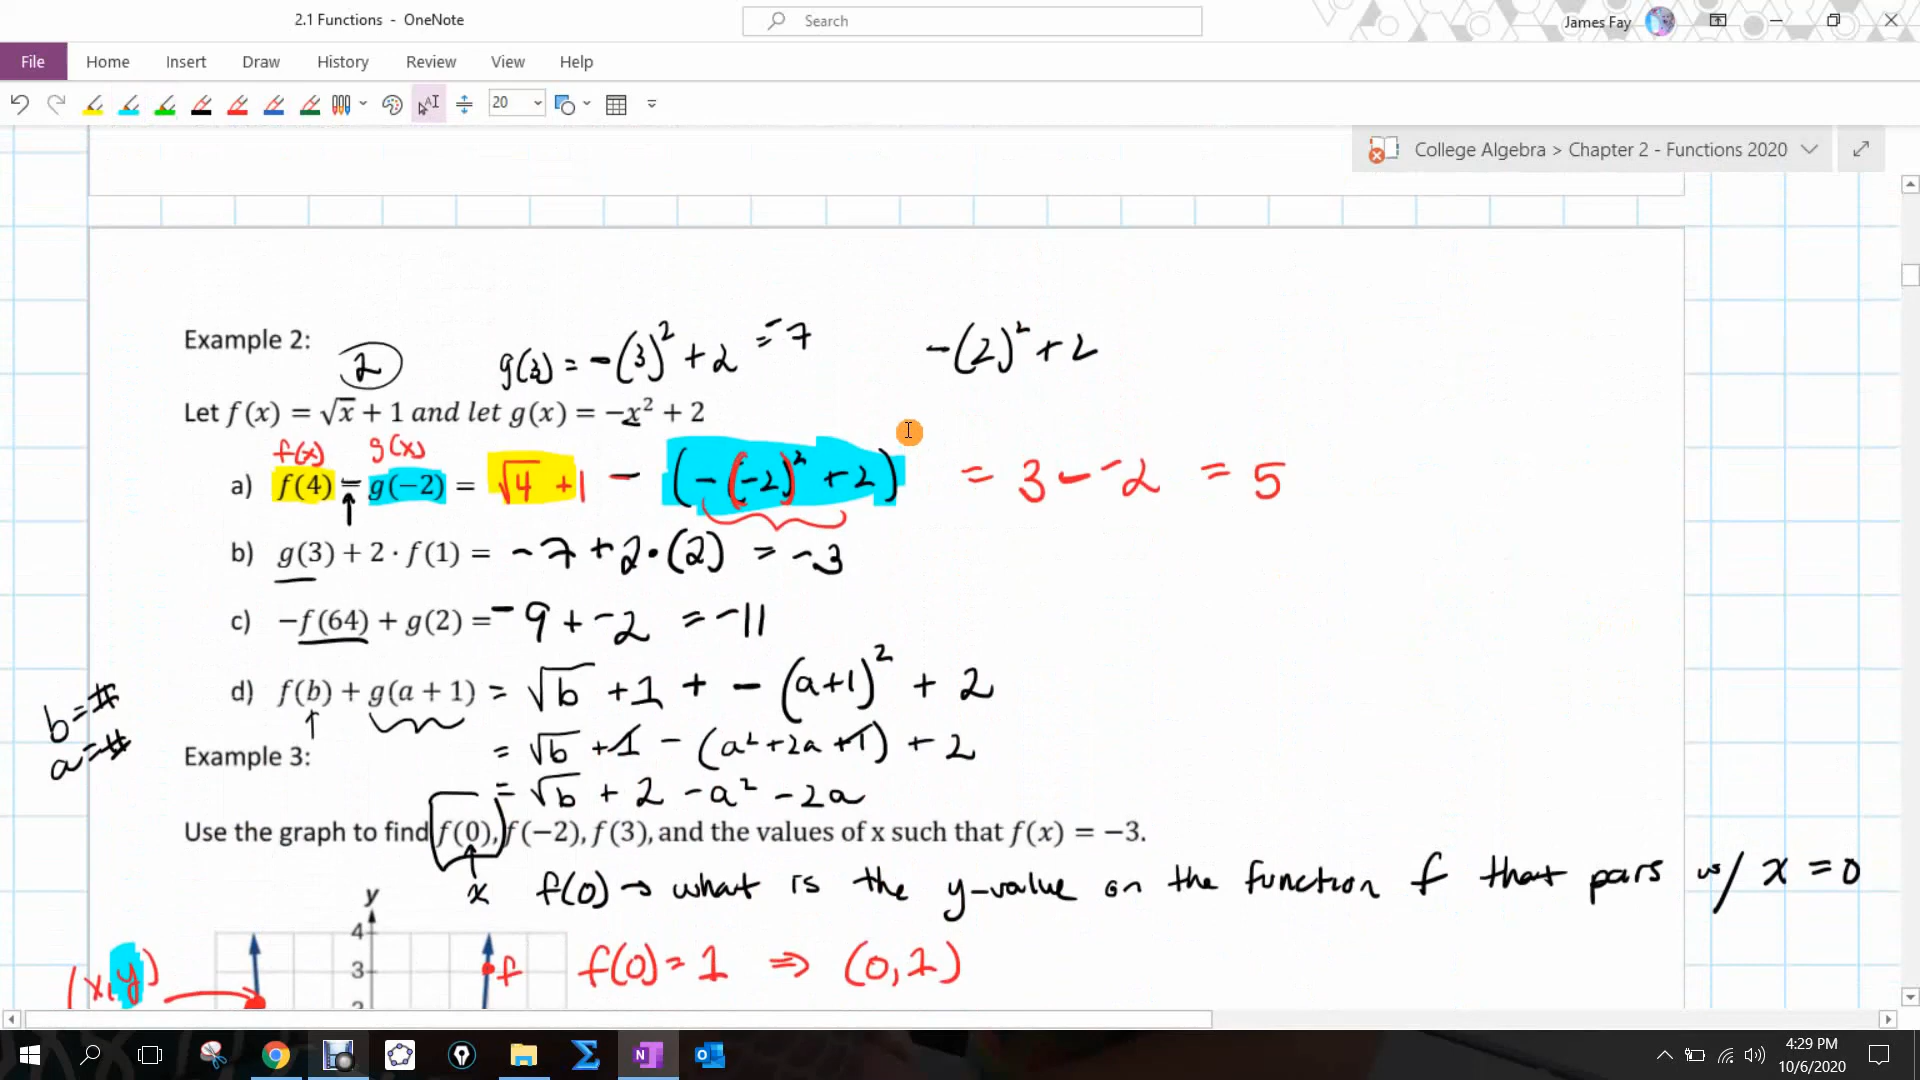 2.1 Functions - OneNote
Search
James Fay
File Home Insert Draw History Review View Help
20
College Algebra > Chapter 2 - Functions 2020
Example 2:
2
g(3) = -(3)² + 2 = -7
-(2)² + 2
Let f(x) = √x + 1 and let g(x) = −x² + 2
f(x) g(x)
a) f(4) − g(−2) = √4 + 1 - (-(-2)² + 2) = 3 - -2 = 5
b) g(3) + 2 · f(1) = -7 + 2 • (2) = -3
c) −f(64) + g(2) = -9 + -2 = -11
d) f(b) + g(a + 1) = √b + 1 + -(a+1)² + 2
b = #
a = #
= √b + 1 - (a² + 2a + 1) + 2
Example 3:
= √b + 2 - a² - 2a
Use the graph to find f(0), f(−2), f(3), and the values of x such that f(x) = −3.
x f(0) → what is the y-value on the function f that pars w/ x = 0
y
4
3
2
f
f(0) = 1 ⇒ (0,1)
(x,y)
4:29 PM
10/6/2020